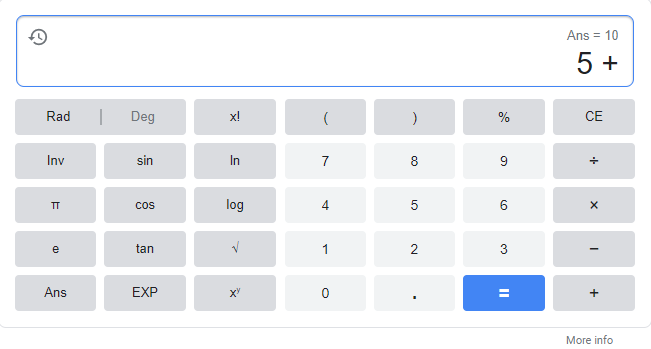 Ans = 10
5 +
Rad | Deg x! ( ) % CE
Inv sin ln 7 8 9 ÷
π cos log 4 5 6 ×
e tan √ 1 2 3 −
Ans EXP xʸ 0 . = +
More info